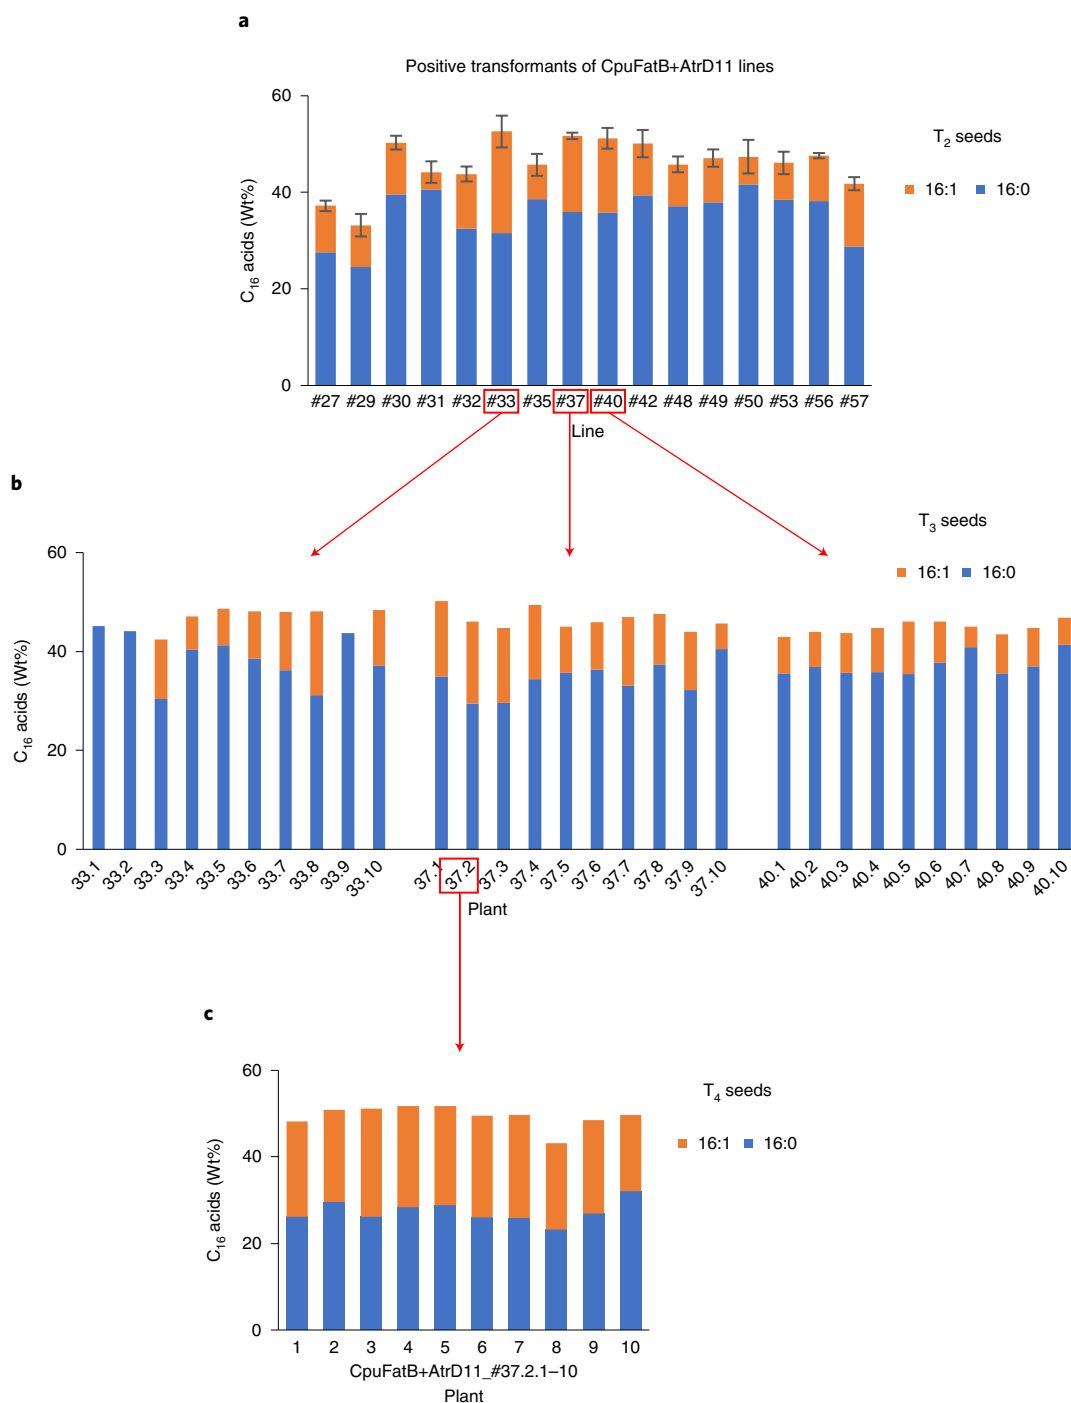 a
Positive transformants of CpuFatB+AtrD11 lines
T2 seeds
16:1 16:0
C16 acids (Wt%)
60
40
20
0
#27 #29 #30 #31 #32 #33 #35 #37 #40 #42 #48 #49 #50 #53 #56 #57
Line
b
T3 seeds
16:1 16:0
C16 acids (Wt%)
60
40
20
0
33.1 33.2 33.3 33.4 33.5 33.6 33.7 33.8 33.9 33.10 37.1 37.2 37.3 37.4 37.5 37.6 37.7 37.8 37.9 37.10 40.1 40.2 40.3 40.4 40.5 40.6 40.7 40.8 40.9 40.10
Plant
c
T4 seeds
16:1 16:0
C16 acids (Wt%)
60
40
20
0
1 2 3 4 5 6 7 8 9 10
CpuFatB+AtrD11_#37.2.1–10
Plant